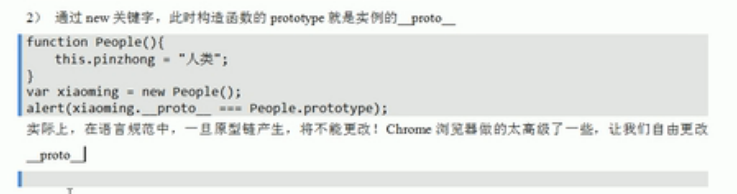 2） 通过 new 关键字，此时构造函数的 prototype 就是实例的__proto__
function People(){
    this.pinzhong = "人类";
}
var xiaoming = new People();
alert(xiaoming.__proto__ === People.prototype);
实际上，在语言规范中，一旦原型链产生，将不能更改！Chrome 浏览器做的太高级了一些，让我们自由更改
__proto__